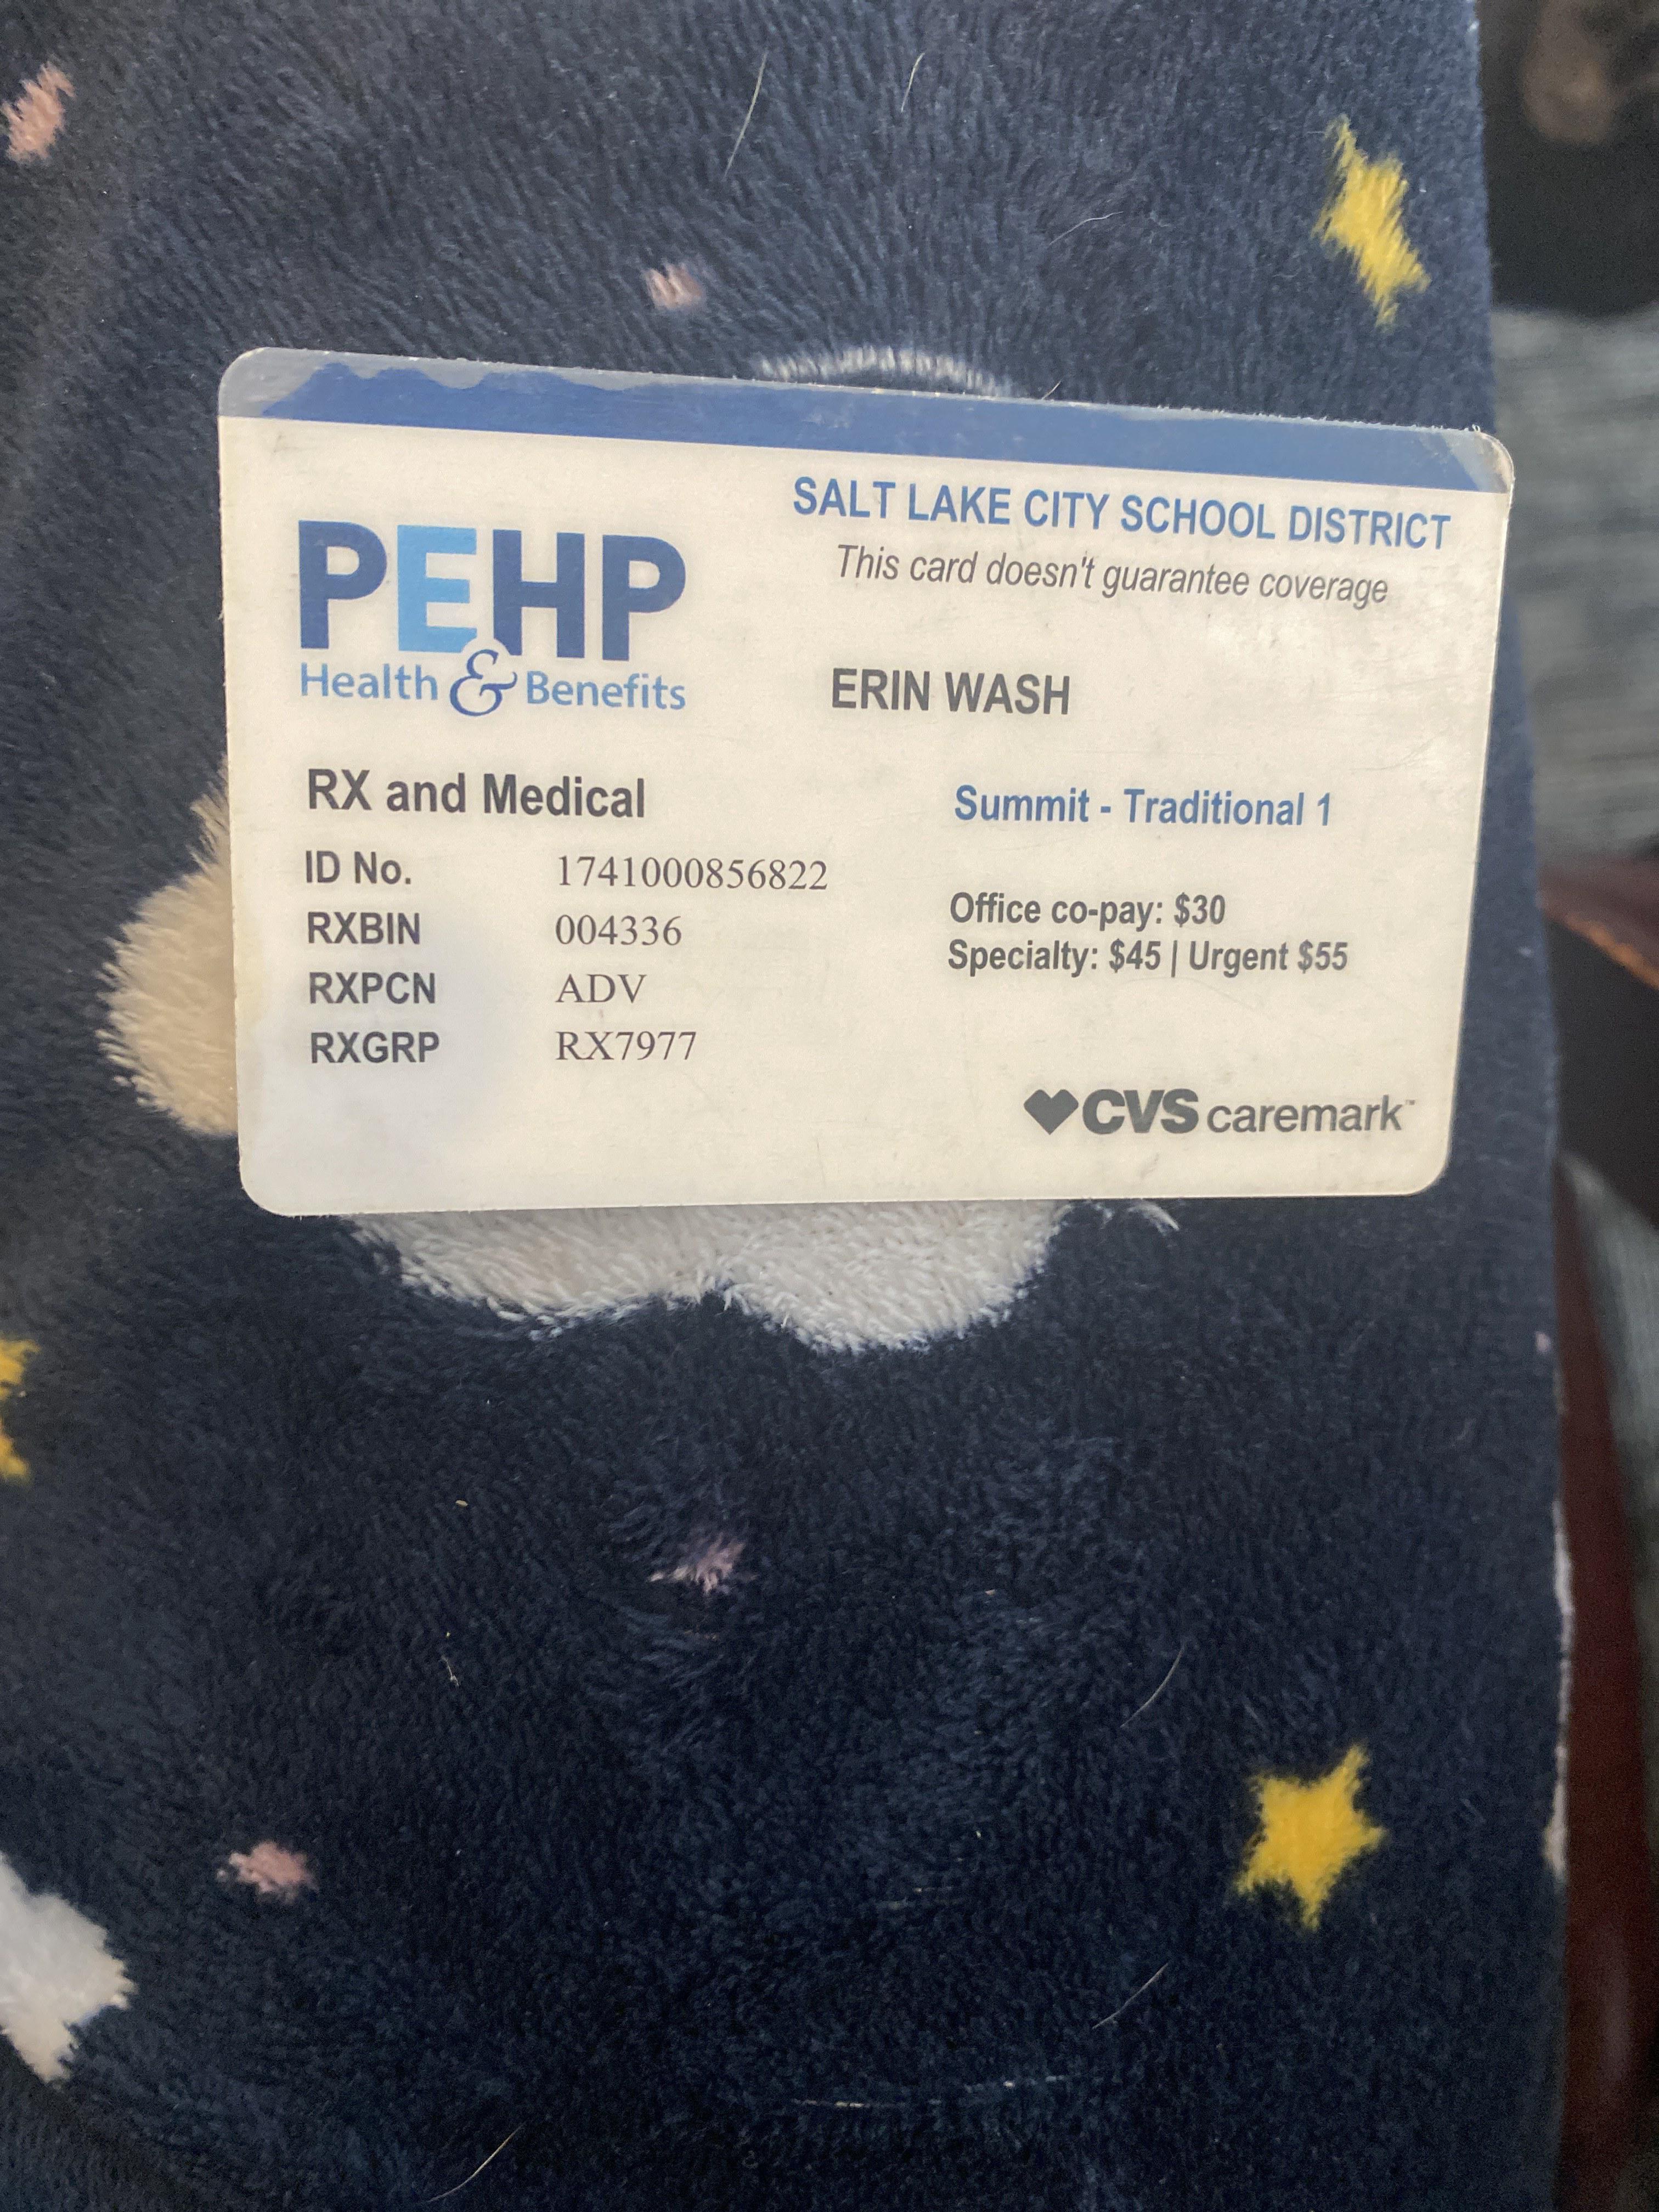 SALT LAKE CITY SCHOOL DISTRICT
This card doesn't guarantee coverage
PEHP
Health & Benefits
ERIN WASH
RX and Medical
Summit - Traditional 1
ID No. 1741000856822
RXBIN 004336
RXPCN ADV
RXGRP RX7977
Office co-pay: $30
Specialty: $45 | Urgent $55
CVS caremark™